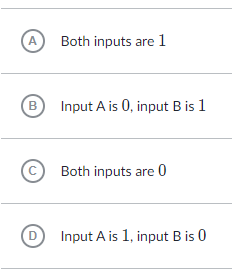 A Both inputs are 1
B Input A is 0, input B is 1
C Both inputs are 0
D Input A is 1, input B is 0